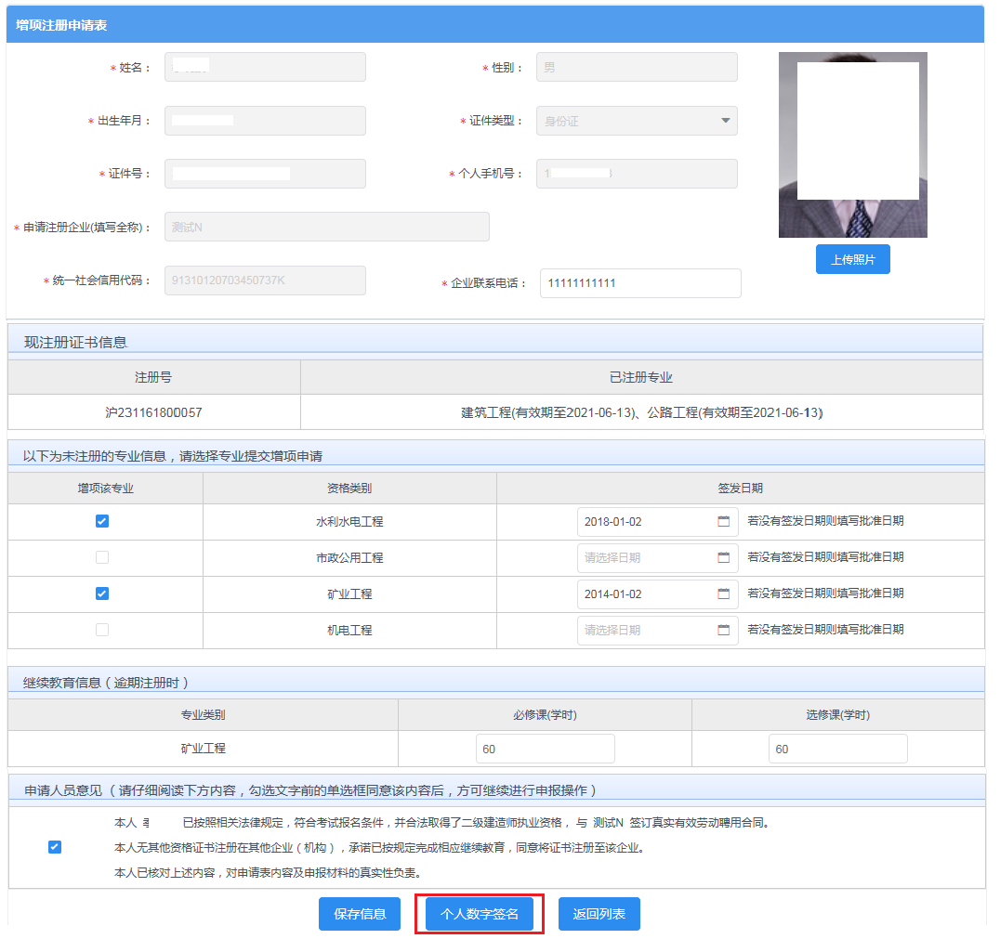 增项注册申请表
* 姓名：
* 性别： 男
* 出生年月：
* 证件类型： 身份证
* 证件号：
* 个人手机号： 1
* 申请注册企业(填写全称)： 测试N
* 统一社会信用代码： 91310120703450737K
* 企业联系电话： 11111111111
上传照片
现注册证书信息
注册号 已注册专业
沪231161800057 建筑工程(有效期至2021-06-13)、公路工程(有效期至2021-06-13)
以下为未注册的专业信息，请选择专业提交增项申请
增项该专业 资格类别 签发日期
水利水电工程 2018-01-02 若没有签发日期则填写批准日期
市政公用工程 请选择日期 若没有签发日期则填写批准日期
矿业工程 2014-01-02 若没有签发日期则填写批准日期
机电工程 请选择日期 若没有签发日期则填写批准日期
继续教育信息（逾期注册时）
专业类别 必修课(学时) 选修课(学时)
矿业工程 60 60
申请人员意见（请仔细阅读下方内容，勾选文字前的单选框同意该内容后，方可继续进行申报操作）
本人 已按照相关法律规定，符合考试报名条件，并合法取得了二级建造师执业资格， 与 测试N 签订真实有效劳动聘用合同。
本人无其他资格证书注册在其他企业（机构），承诺已按规定完成相应继续教育，同意将证书注册至该企业。
本人已核对上述内容，对申请表内容及申报材料的真实性负责。
保存信息 个人数字签名 返回列表